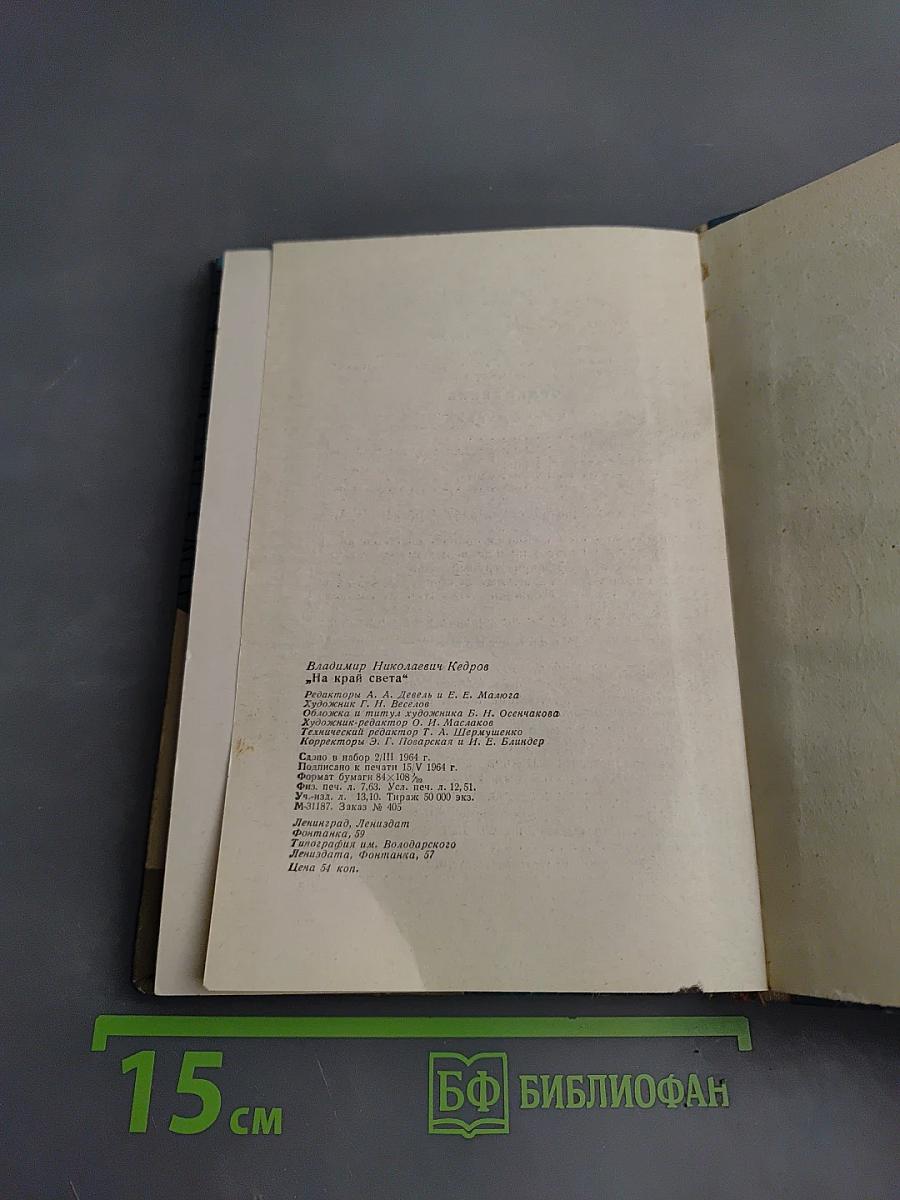 Владимир Николаевич Кедров
„На край света“
Редакторы А. А. Девель и Е. Е. Малюга
Художник Г. Н. Веселов
Обложка и титул художника Б. Н. Осенчакова
Художник-редактор О. И. Маслаков
Технический редактор Т. А. Шермушенко
Корректоры Э. Г. Поварская и И. Е. Блиндер
Сдано в набор 2/III 1964 г.
Подписано к печати 15/V 1964 г.
Формат бумаги 84×108 1/32
Физ. печ. л. 7,63. Усл. печ. л. 12,51.
Уч.-изд. л. 13,10. Тираж 50 000 экз.
М-31187. Заказ № 405
Ленинград, Лениздат
Фонтанка, 59
Типография им. Володарского
Лениздата, Фонтанка, 57
Цена 54 коп.
15 см
БФ БИБЛИОФАН